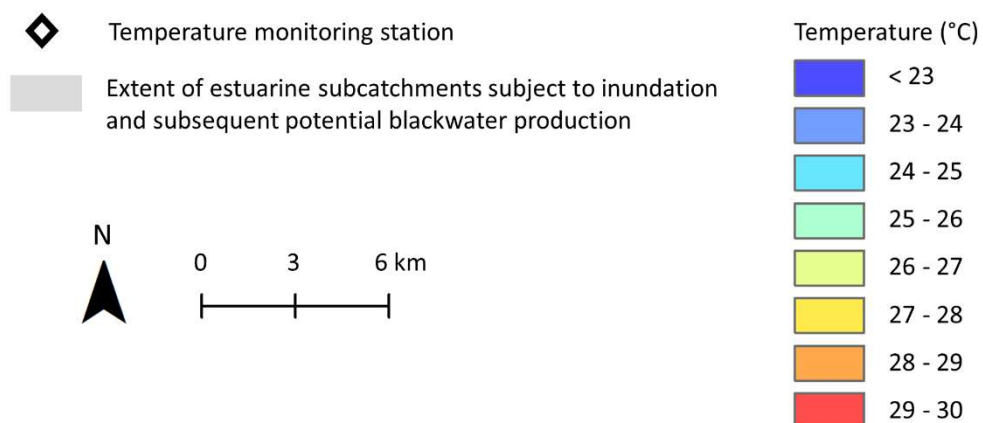 Temperature monitoring station
Extent of estuarine subcatchments subject to inundation
and subsequent potential blackwater production
N
0 3 6 km
Temperature (°C)
< 23
23 - 24
24 - 25
25 - 26
26 - 27
27 - 28
28 - 29
29 - 30